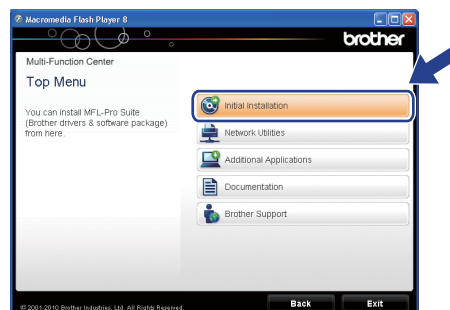 Macromedia Flash Player 8
brother
Multi-Function Center
Top Menu
You can install MFL-Pro Suite
(Brother drivers & software package)
from here.
Initial Installation
Network Utilities
Additional Applications
Documentation
Brother Support
© 2001-2010 Brother Industries, Ltd. All Rights Reserved.
Back
Exit